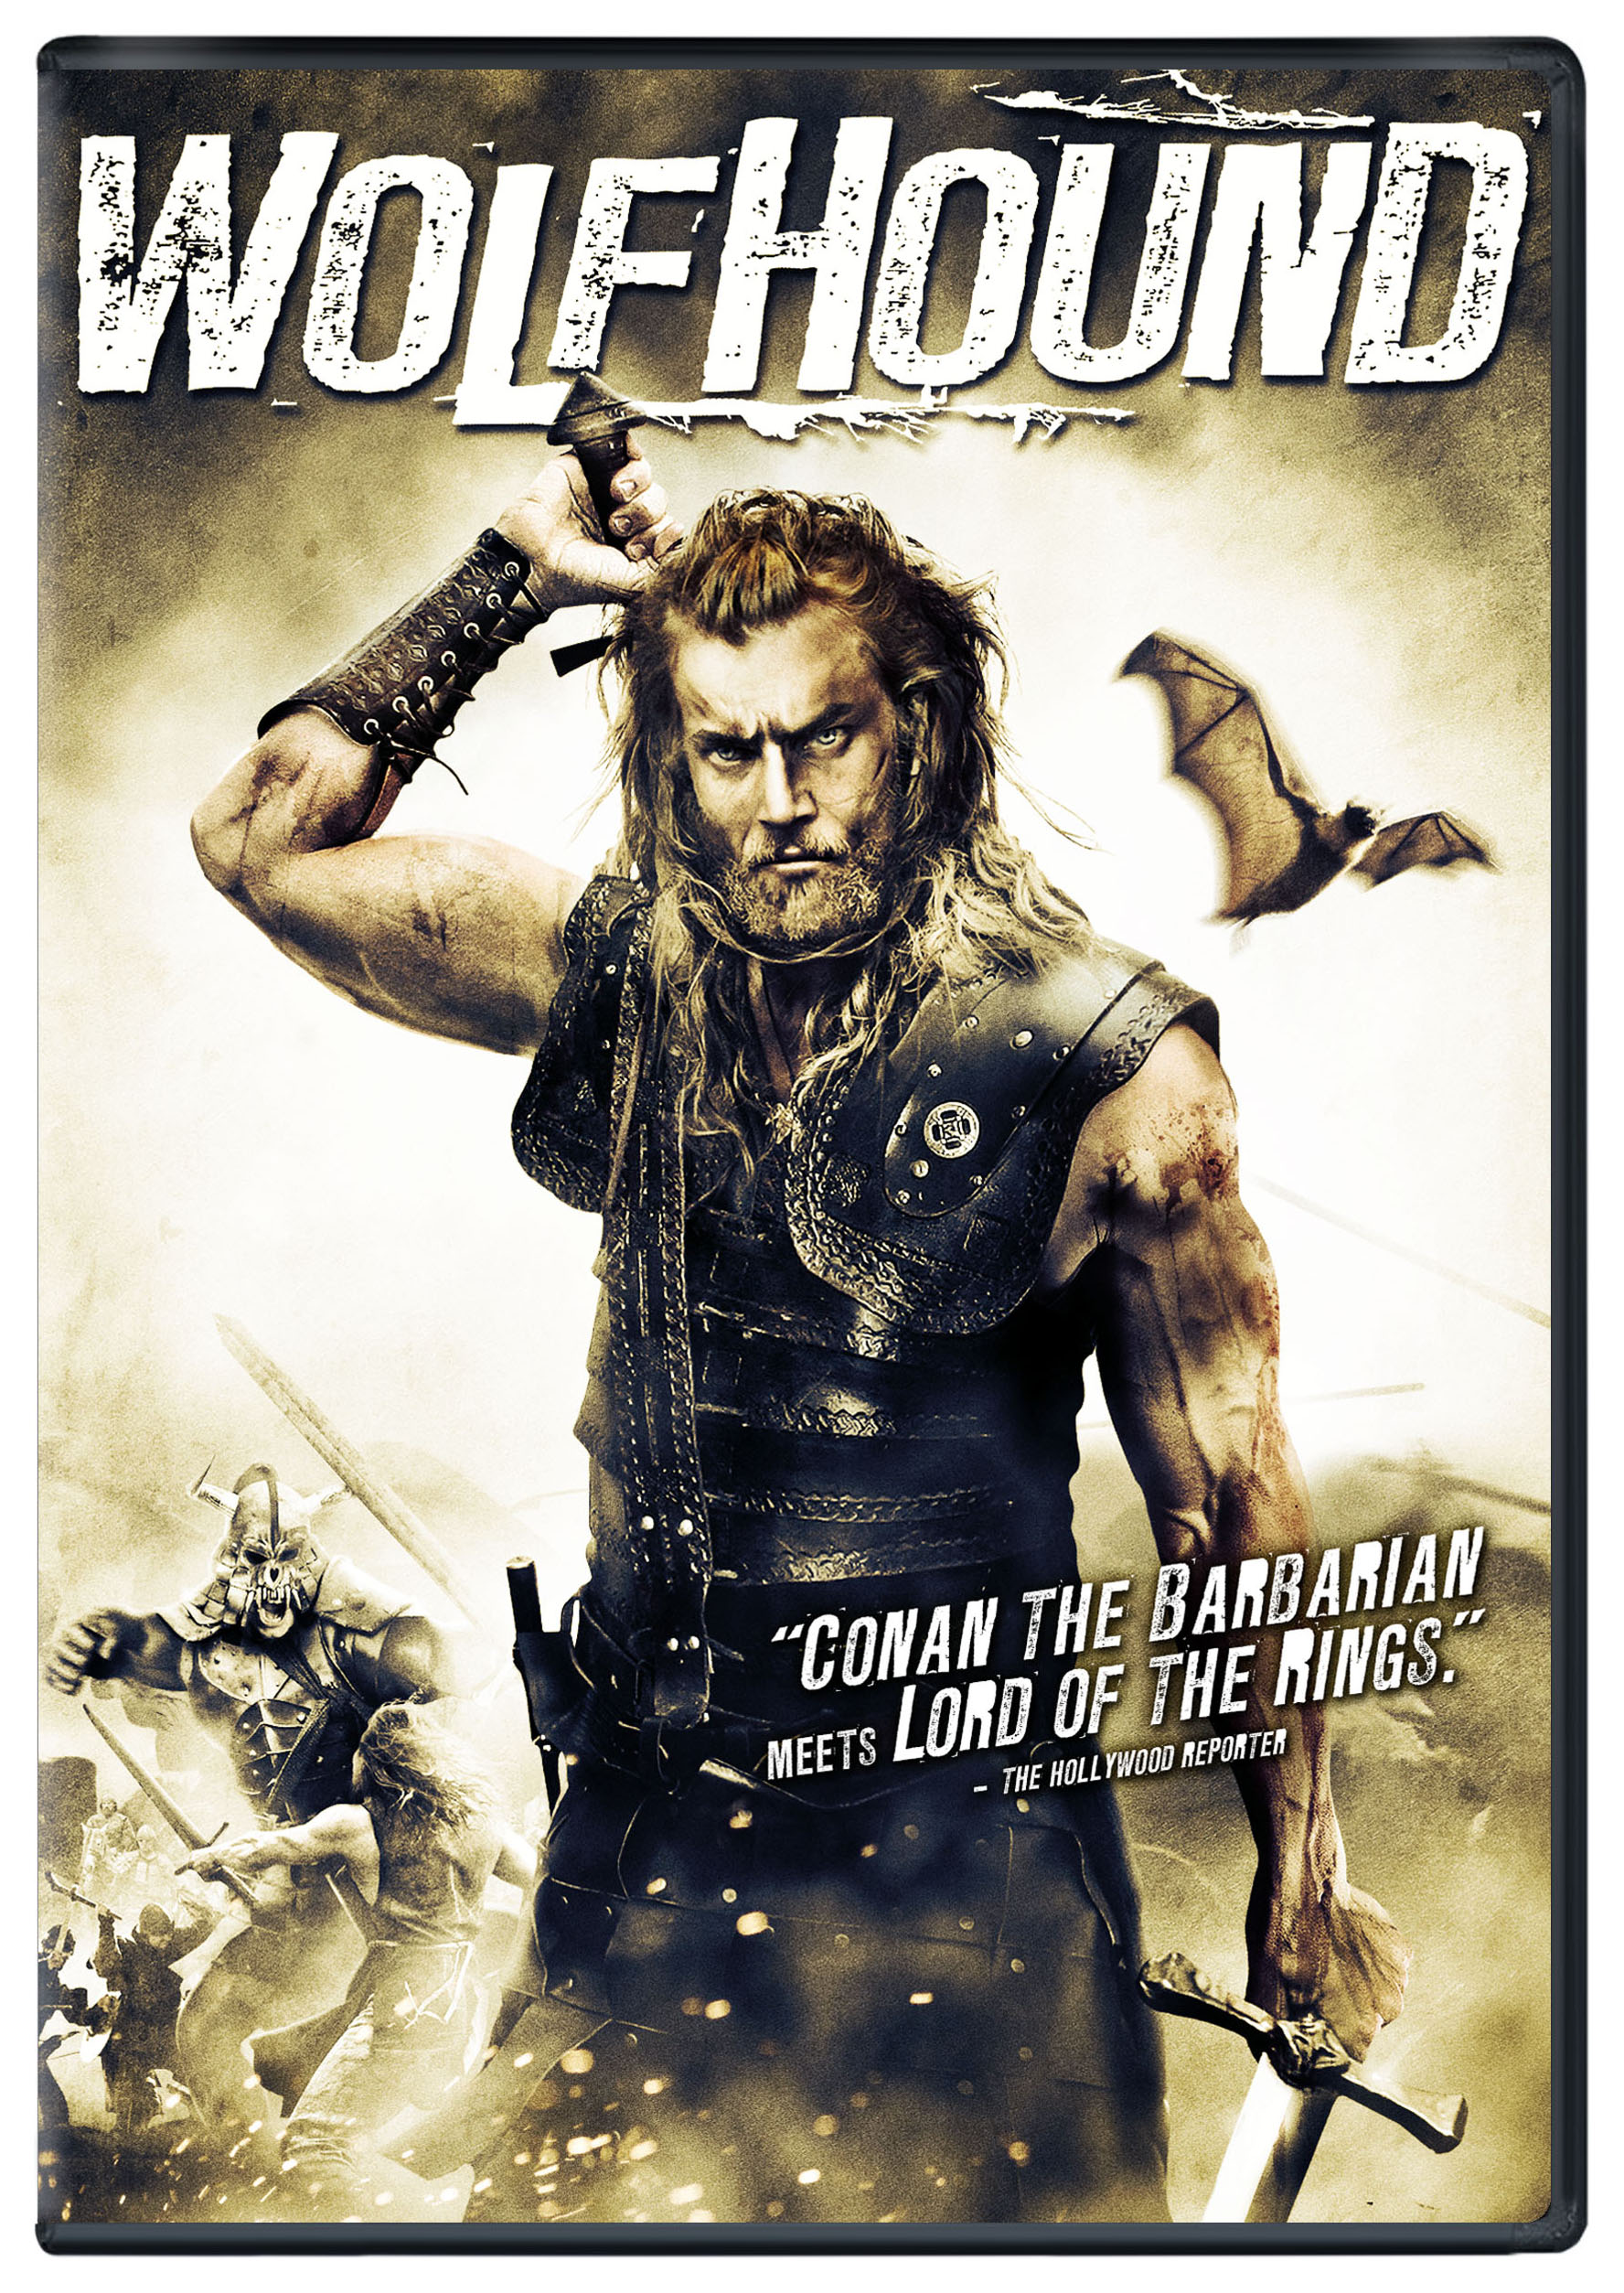 WOLFHOUND
"CONAN THE BARBARIAN
MEETS LORD OF THE RINGS."
- THE HOLLYWOOD REPORTER